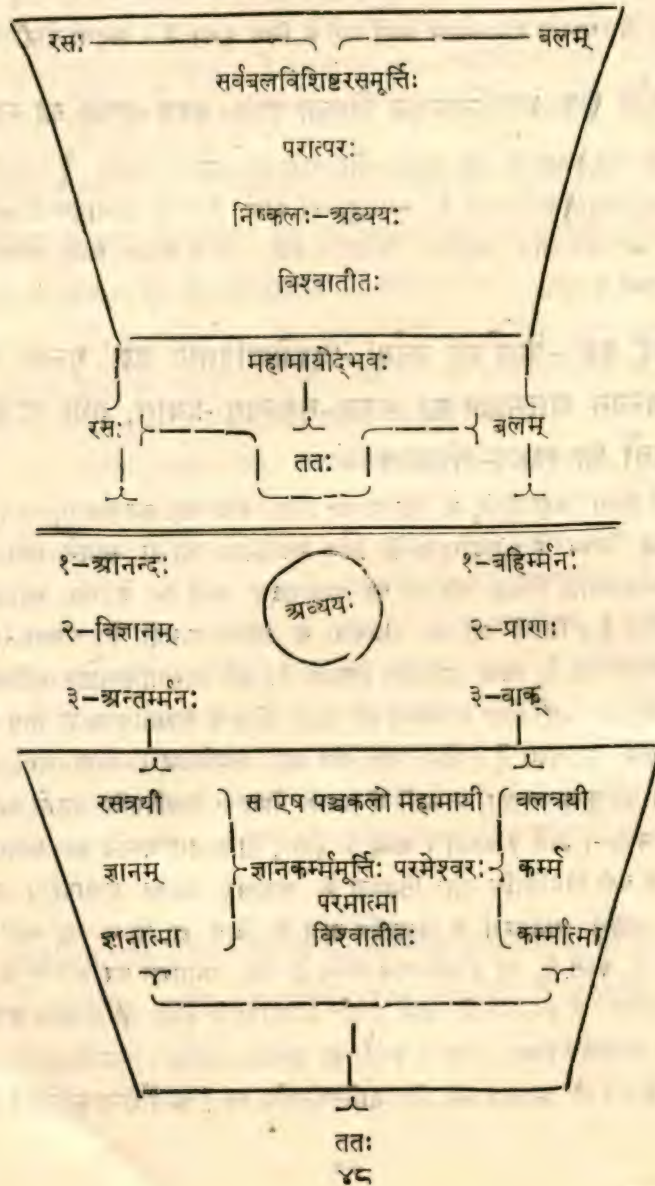 रसः बलम्
सर्वबलविशिष्टरसमूर्त्तिः
परात्परः
निष्कलः-अव्ययः
विश्वातीतः
महामायोद्भवः
रसः बलम्
ततः
१-आनन्दः १-बहिर्म्मनः
अव्ययः
२-विज्ञानम् २-प्राणः
३-अन्तर्म्मनः ३-वाक्
रसत्रयी स एष पञ्चकलो महामायी बलत्रयी
ज्ञानम् ज्ञानकर्म्ममूर्त्तिः परमेश्वरः- कर्म्म
परमात्मा
ज्ञानात्मा विश्वातीतः कर्म्मात्मा
ततः
४८